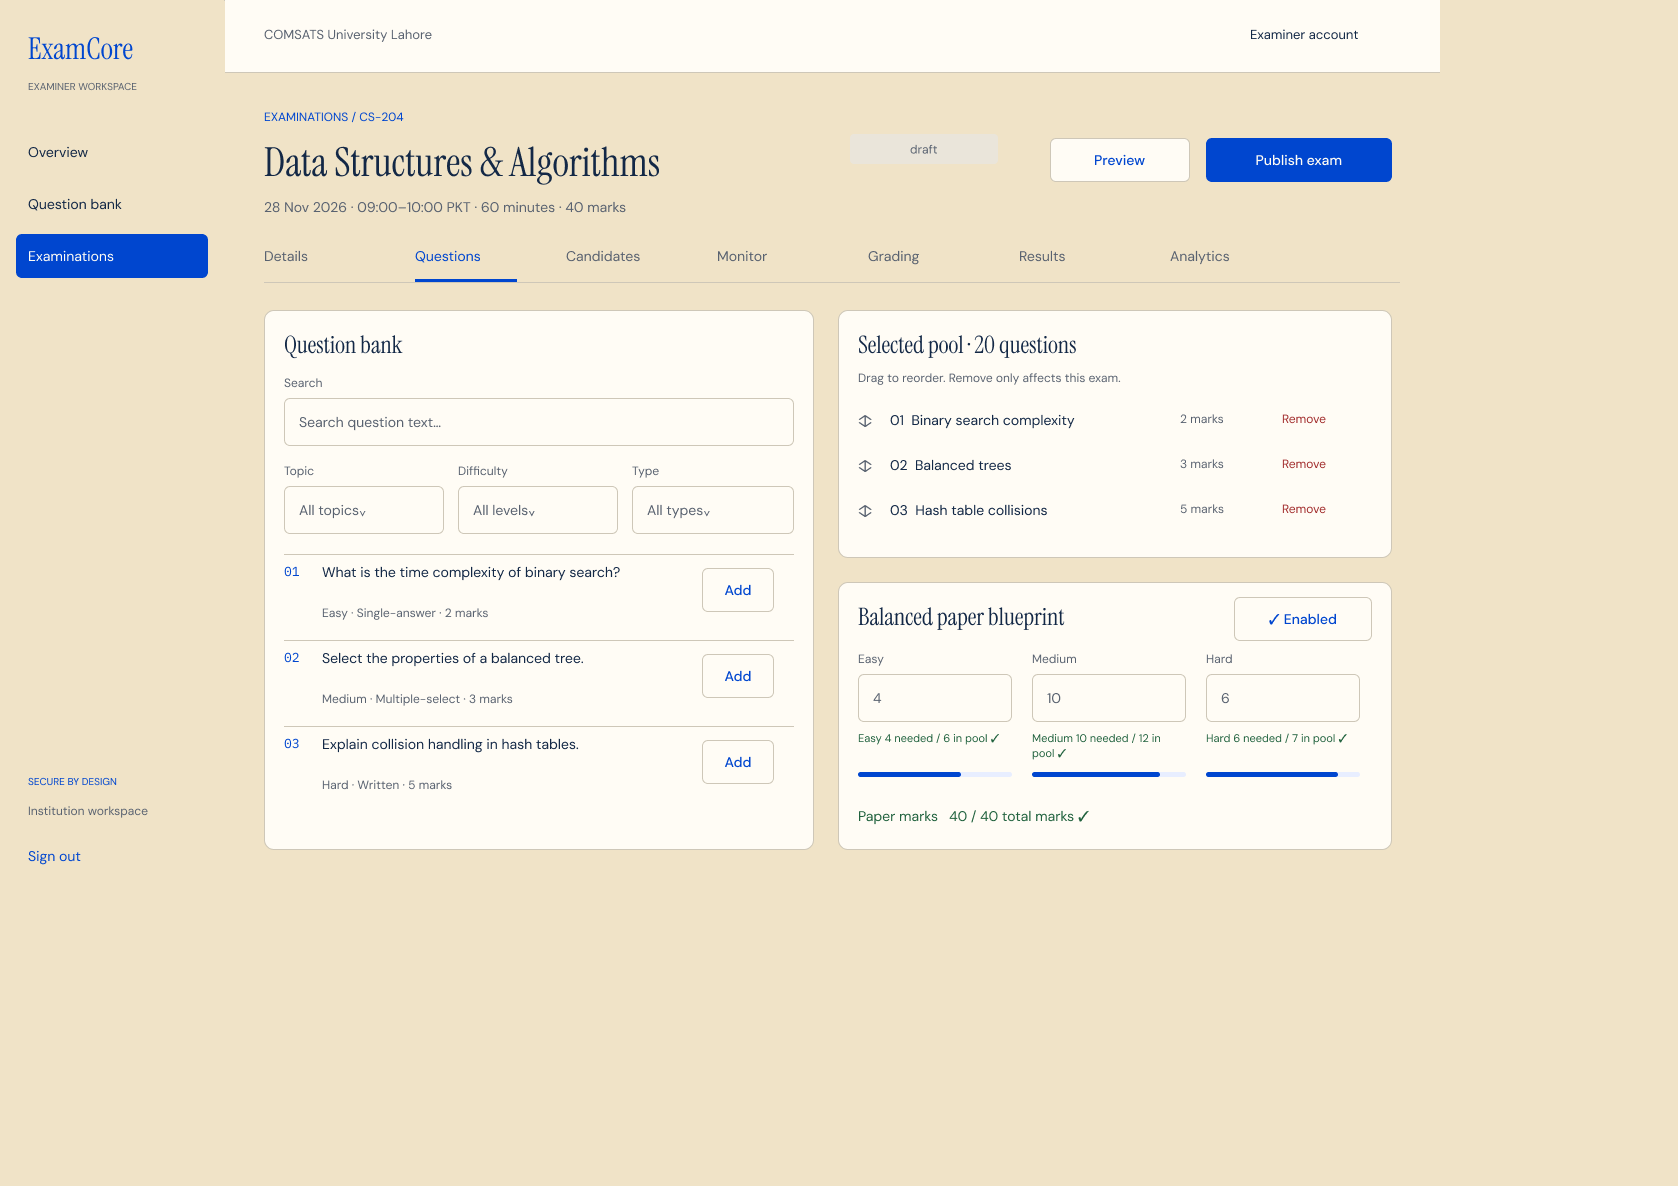 ExamCore
EXAMINER WORKSPACE
Overview
Question bank
Examinations
SECURE BY DESIGN
Institution workspace
Sign out
COMSATS University Lahore
Examiner account
EXAMINATIONS / CS-204
Data Structures & Algorithms
draft
Preview
Publish exam
28 Nov 2026 · 09:00–10:00 PKT · 60 minutes · 40 marks
Details
Questions
Candidates
Monitor
Grading
Results
Analytics
Question bank
Search
Search question text...
Topic
Difficulty
Type
All topics
All levels
All types
01 What is the time complexity of binary search?
Add
Easy · Single-answer · 2 marks
02 Select the properties of a balanced tree.
Add
Medium · Multiple-select · 3 marks
03 Explain collision handling in hash tables.
Add
Hard · Written · 5 marks
Selected pool · 20 questions
Drag to reorder. Remove only affects this exam.
01 Binary search complexity 2 marks Remove
02 Balanced trees 3 marks Remove
03 Hash table collisions 5 marks Remove
Balanced paper blueprint
✓ Enabled
Easy
Medium
Hard
4
10
6
Easy 4 needed / 6 in pool ✓
Medium 10 needed / 12 in
pool ✓
Hard 6 needed / 7 in pool ✓
Paper marks 40 / 40 total marks ✓